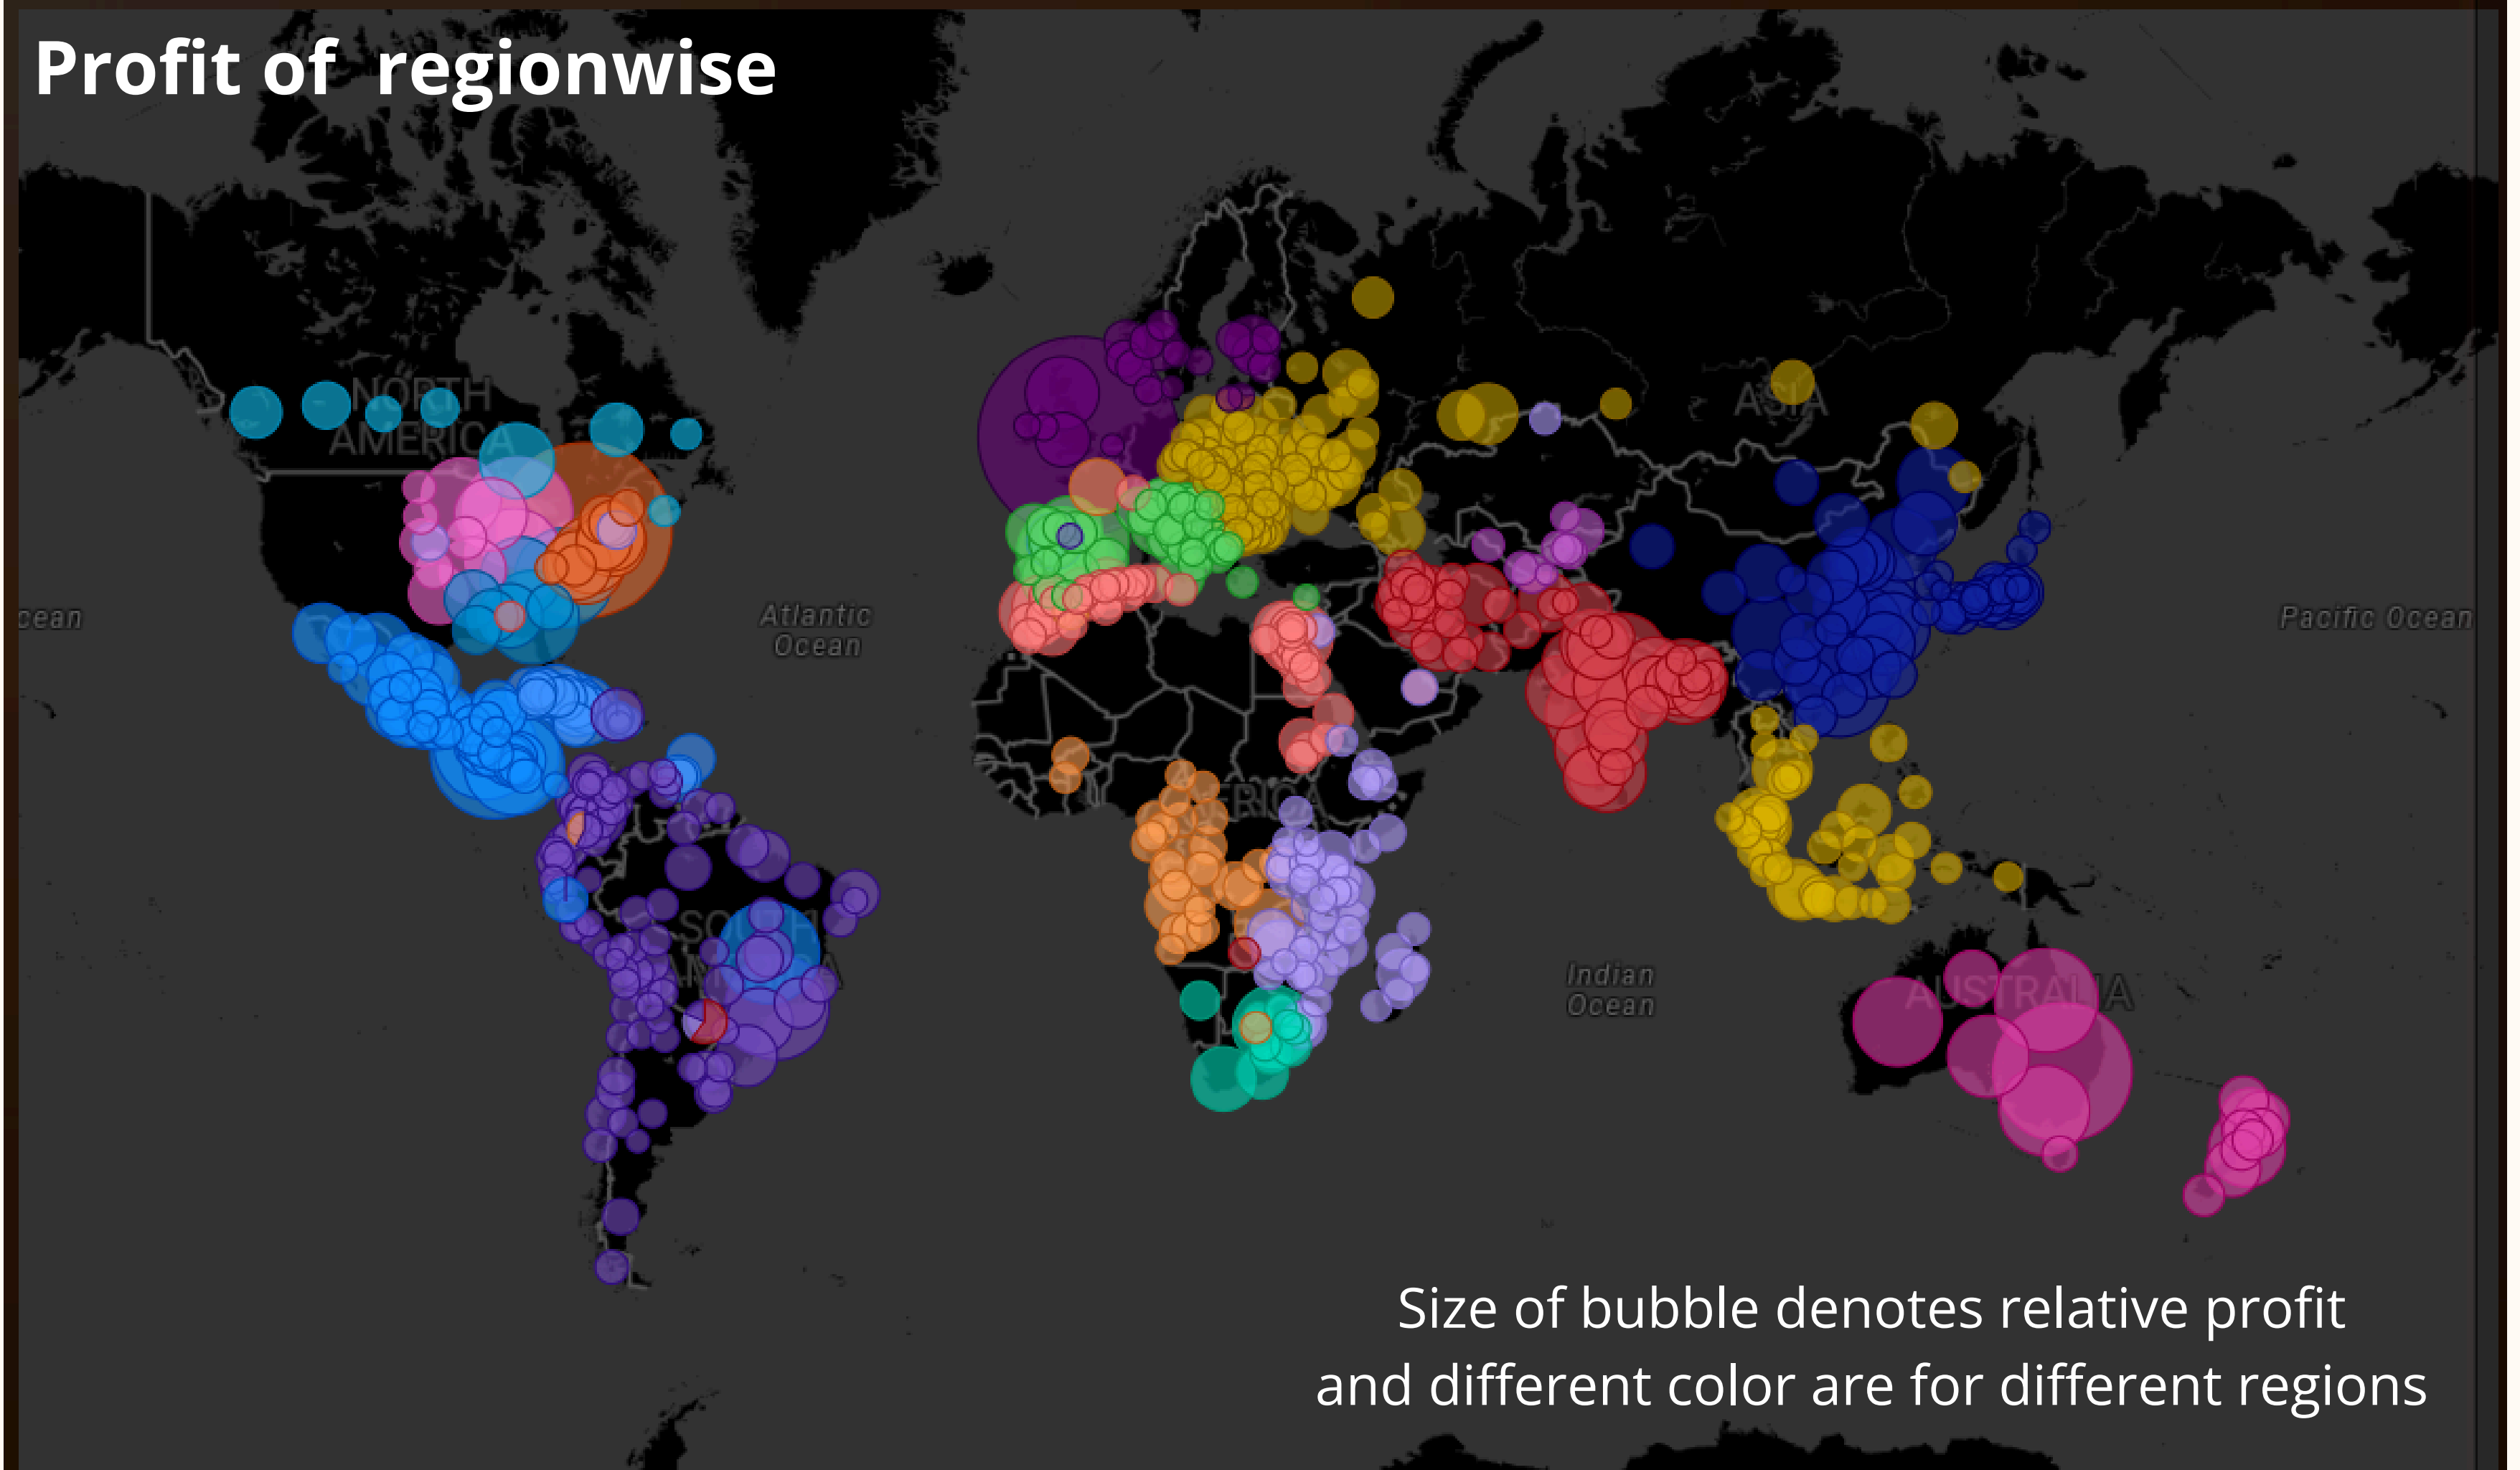 Profit of  regionwise
NORTH
AMERICA
ASIA
cean
Atlantic
Ocean
Pacific Ocean
Indian
Ocean
AUSTRALIA
Size of bubble denotes relative profit
and different color are for different regions